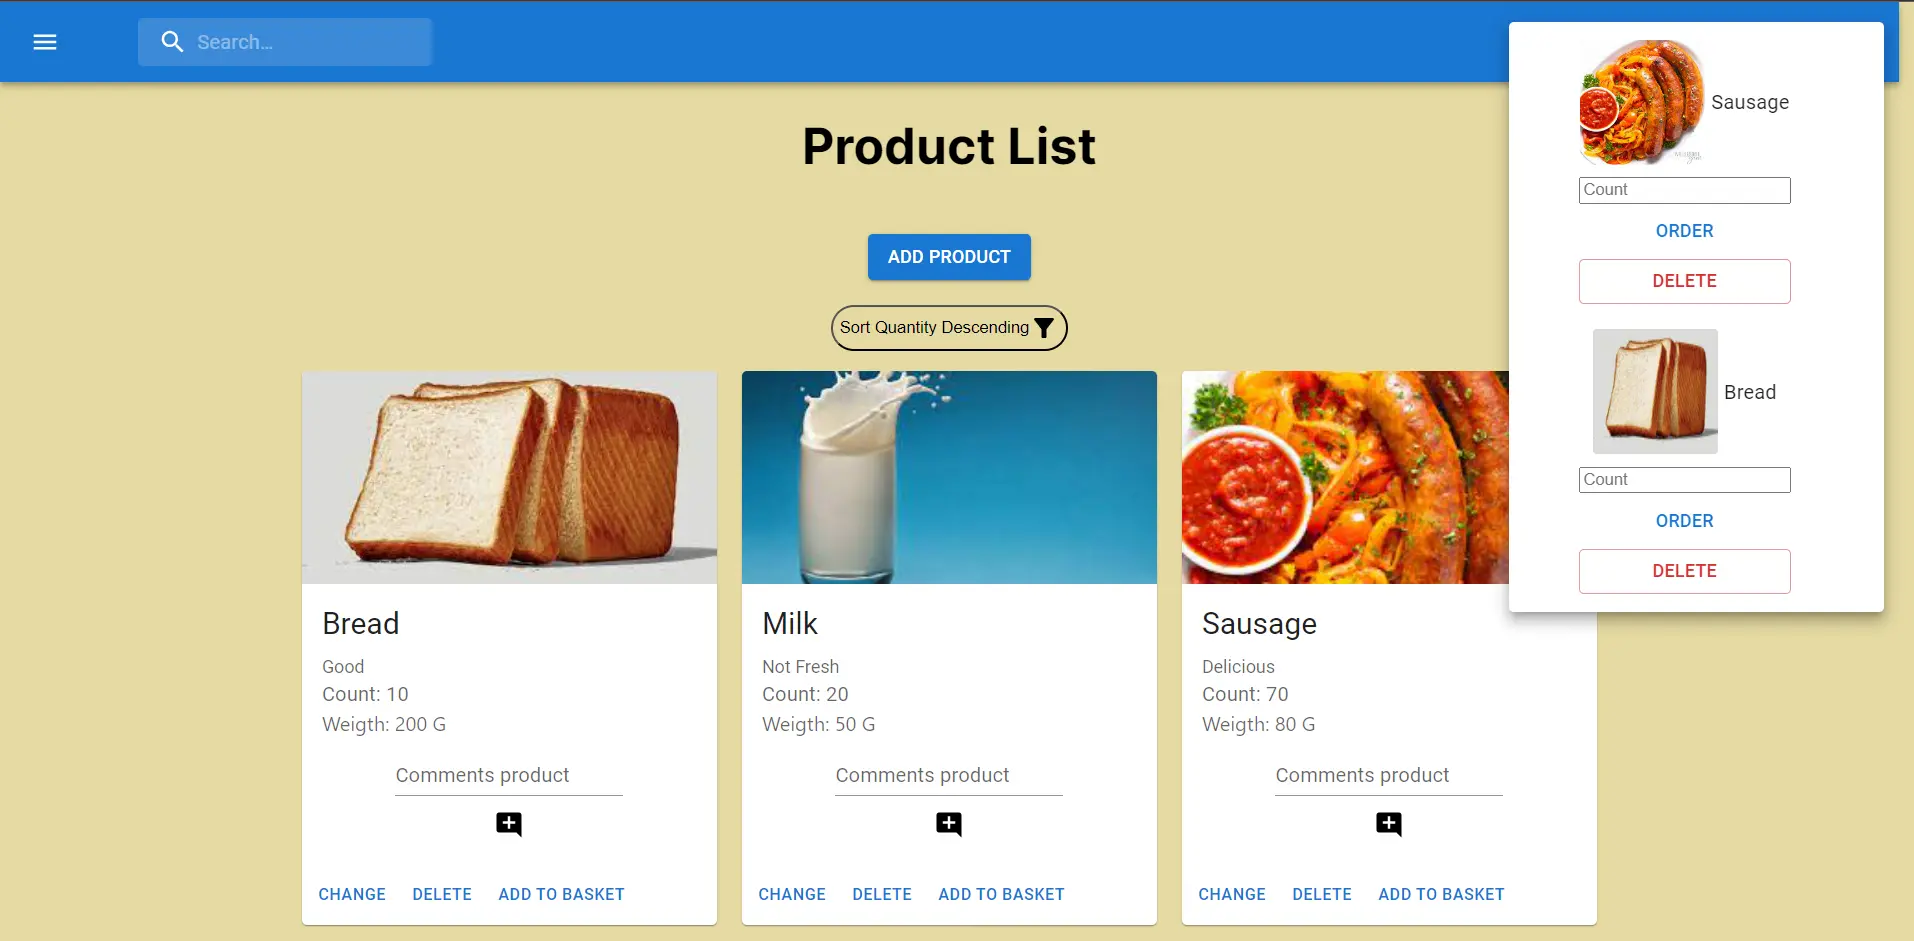 Search…
Product List
ADD PRODUCT
Sort Quantity Descending
Bread
Good
Count: 10
Weigth: 200 G
Comments product
CHANGE DELETE ADD TO BASKET
Milk
Not Fresh
Count: 20
Weigth: 50 G
Comments product
CHANGE DELETE ADD TO BASKET
Sausage
Delicious
Count: 70
Weigth: 80 G
Comments product
CHANGE DELETE ADD TO BASKET
Sausage
Count
ORDER
DELETE
Bread
Count
ORDER
DELETE